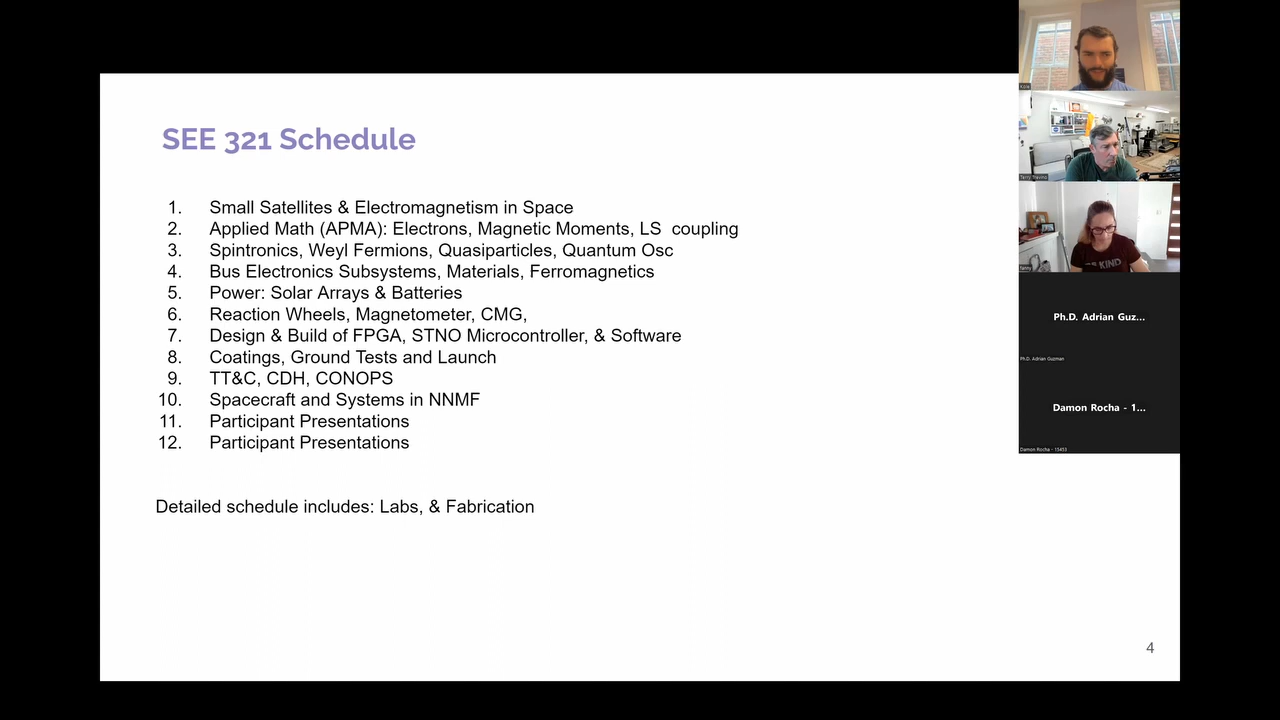 SEE 321 Schedule
1. Small Satellites & Electromagnetism in Space
2. Applied Math (APMA): Electrons, Magnetic Moments, LS coupling
3. Spintronics, Weyl Fermons, Quasiparticles, Quantum Osc
4. Bus Electronics Subsystems, Materials, Ferromagnetics
5. Power: Solar Arrays & Batteries
6. Reaction Wheels, Magnetometer, CMG,
7. Design & Build of FPGA, STNO Microcontroller, & Software
8. Coatings, Ground Tests and Launch
9. TT&C, CDH, CONOPS
10. Spacecraft and Systems in NNMF
11. Participant Presentations
12. Participant Presentations
Detailed schedule includes: Labs, & Fabrication
4
Terry Trevino
KIND
Ph.D. Adrian Guz...
Ph.D. Adrian Guzman
Damon Rocha - 1...
Damon Rocha - 15453